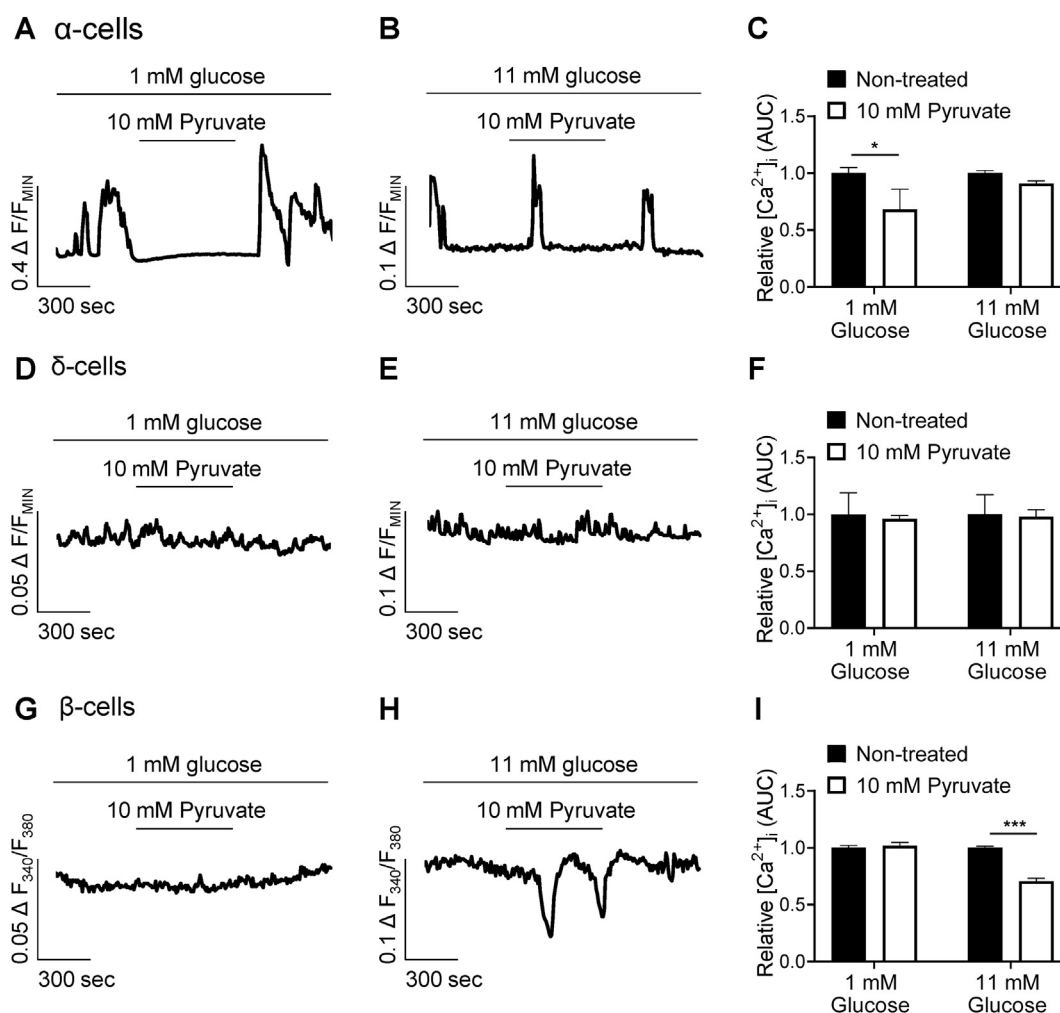 A α-cells
1 mM glucose
10 mM Pyruvate
0.4 Δ F/F_MIN
300 sec
B
11 mM glucose
10 mM Pyruvate
0.1 Δ F/F_MIN
300 sec
C
Non-treated
10 mM Pyruvate
Relative [Ca²⁺]ᵢ (AUC)
1.5
1.0
0.5
0.0
*
1 mM
Glucose
11 mM
Glucose
D δ-cells
1 mM glucose
10 mM Pyruvate
0.05 Δ F/F_MIN
300 sec
E
11 mM glucose
10 mM Pyruvate
0.1 Δ F/F_MIN
300 sec
F
Non-treated
10 mM Pyruvate
Relative [Ca²⁺]ᵢ (AUC)
1.5
1.0
0.5
0.0
1 mM
Glucose
11 mM
Glucose
G β-cells
1 mM glucose
10 mM Pyruvate
0.05 Δ F₃₄₀/F₃₈₀
300 sec
H
11 mM glucose
10 mM Pyruvate
0.1 Δ F₃₄₀/F₃₈₀
300 sec
I
Non-treated
10 mM Pyruvate
Relative [Ca²⁺]ᵢ (AUC)
1.5
1.0
0.5
0.0
***
1 mM
Glucose
11 mM
Glucose